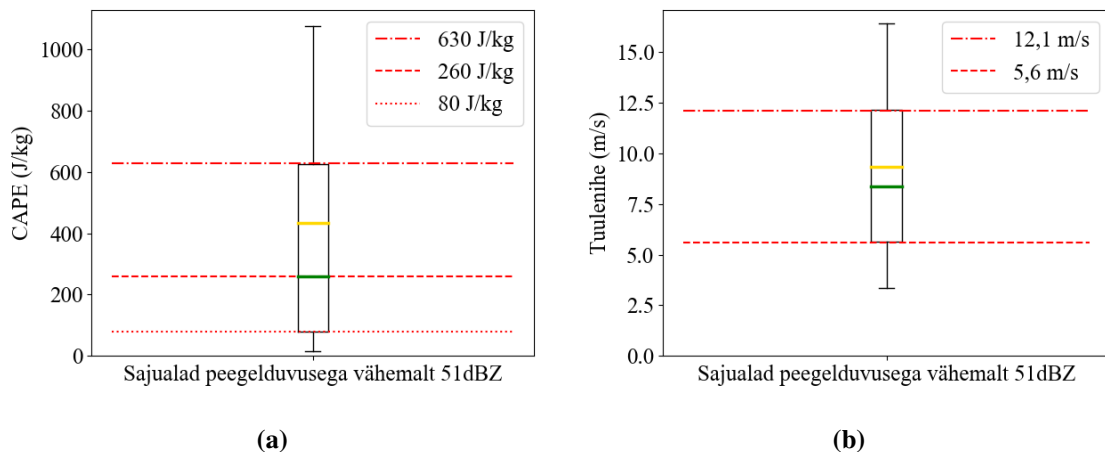 1000
800
600
400
200
0
CAPE (J/kg)
630 J/kg
260 J/kg
80 J/kg
Sajualad peegelduvusega vähemalt 51dBZ
(a)
15.0
12.5
10.0
7.5
5.0
2.5
0.0
Tuulenihe (m/s)
12,1 m/s
5,6 m/s
Sajualad peegelduvusega vähemalt 51dBZ
(b)